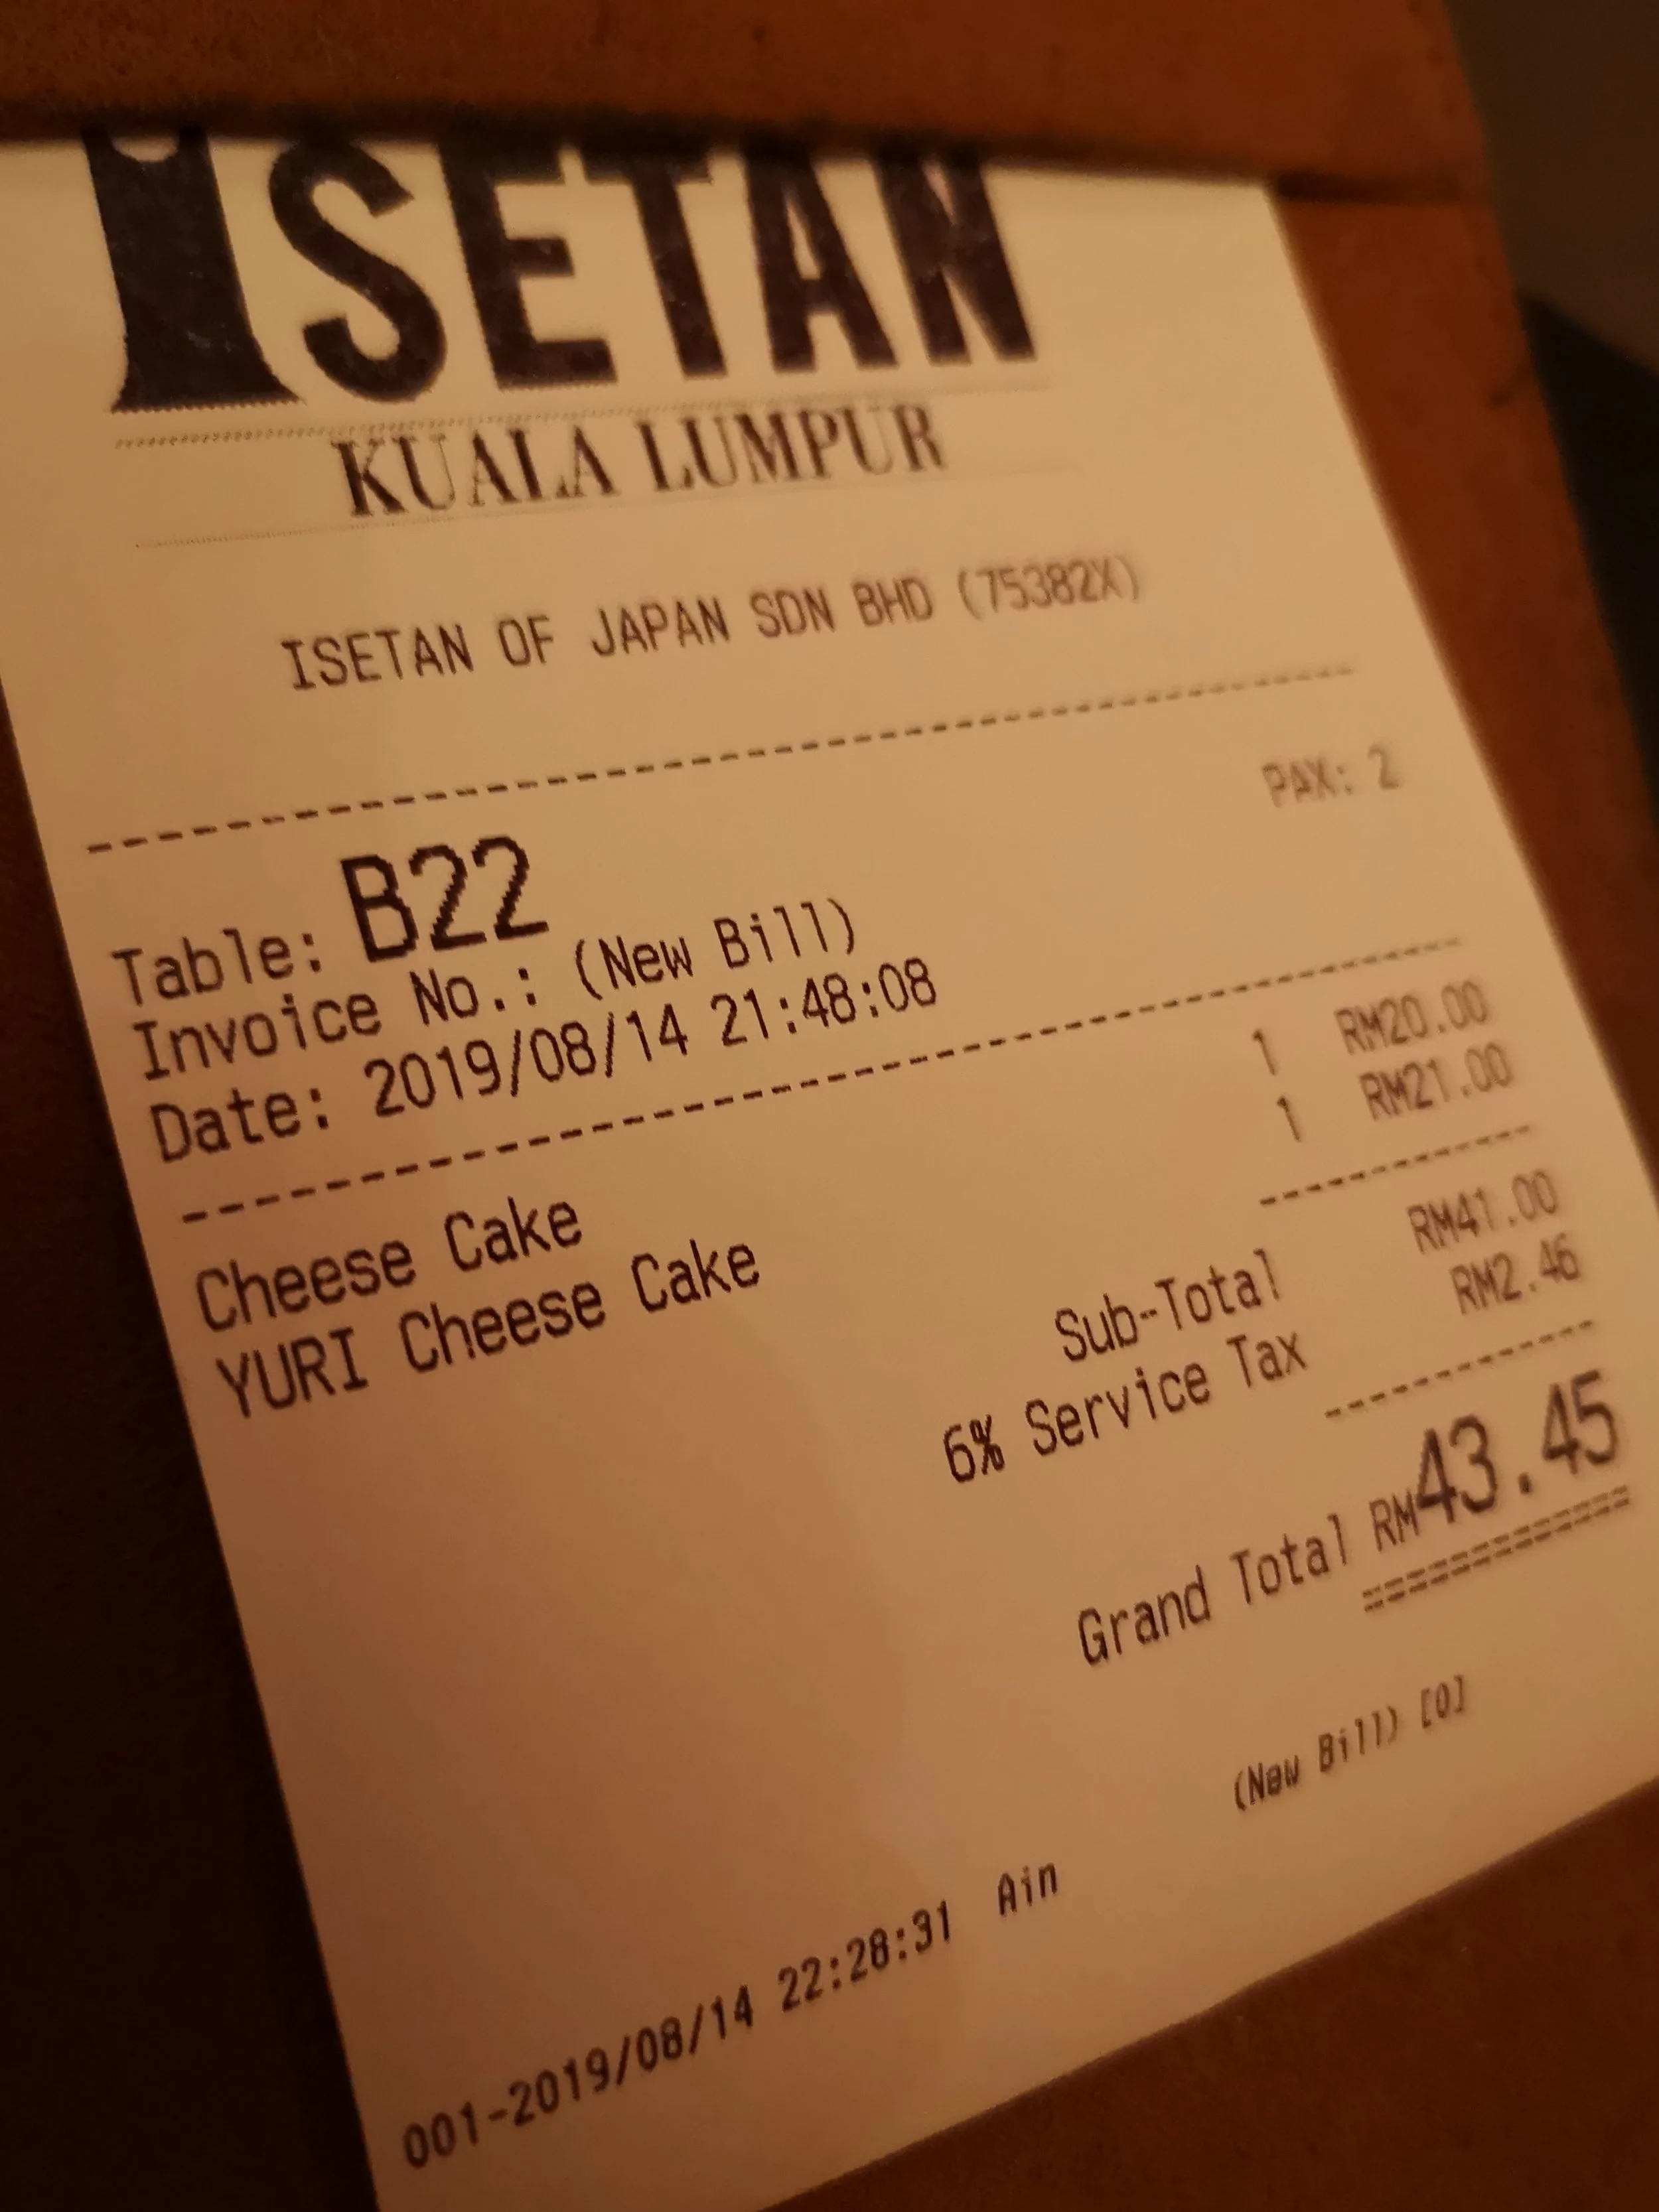 ISETAN
KUALA LUMPUR
ISETAN OF JAPAN SDN BHD (75382X)
PAX: 2
Table: B22
Invoice No.: (New Bill)
Date: 2019/08/14 21:48:08
Cheese Cake 1 RM20.00
YURI Cheese Cake 1 RM21.00
Sub-Total RM41.00
6% Service Tax RM2.46
Grand Total RM43.45
(New Bill) [0]
001-2019/08/14 22:28:31 Ain